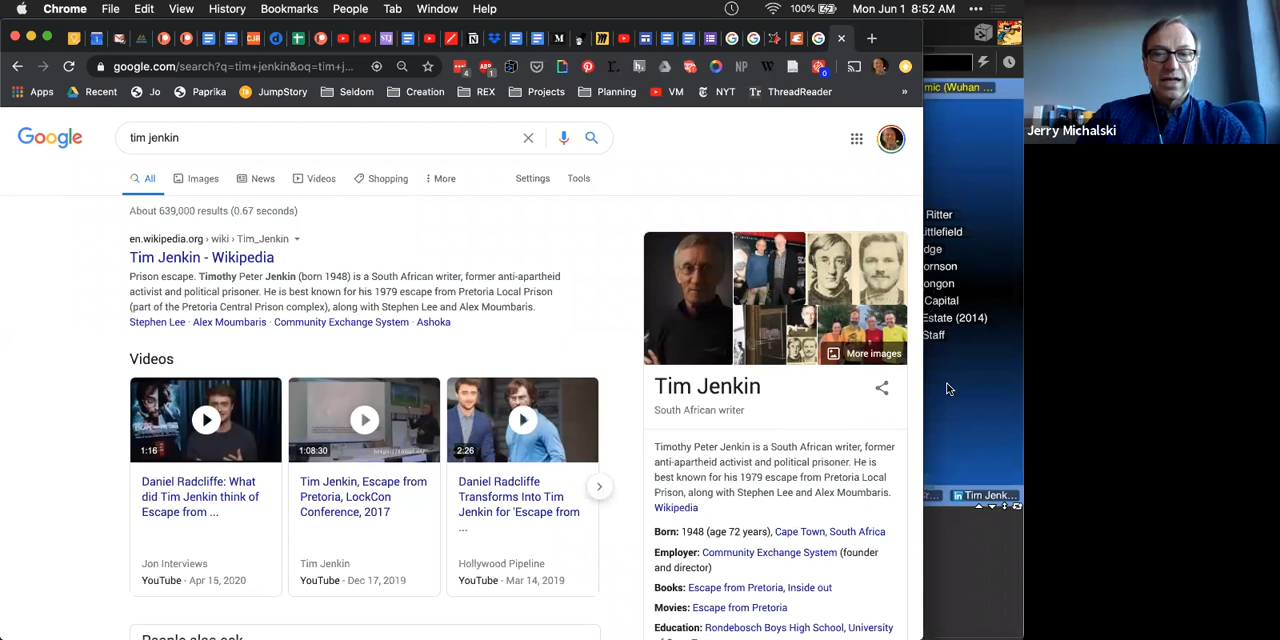 Chrome File Edit View History Bookmarks People Tab Window Help
100% Mon Jun 1 8:52 AM
google.com/search?q=tim+jenkin&oq=tim+j...
Apps Recent Jo Paprika JumpStory Seldom Creation REX Projects Planning VM NYT ThreadReader »
Google
tim jenkin
All Images News Videos Shopping More Settings Tools
About 639,000 results (0.67 seconds)
en.wikipedia.org › wiki › Tim_Jenkin
Tim Jenkin - Wikipedia
Prison escape. Timothy Peter Jenkin (born 1948) is a South African writer, former anti-apartheid
activist and political prisoner. He is best known for his 1979 escape from Pretoria Local Prison
(part of the Pretoria Central Prison complex), along with Stephen Lee and Alex Moumbaris.
Stephen Lee · Alex Moumbaris · Community Exchange System · Ashoka
Videos
1:16
Daniel Radcliffe: What
did Tim Jenkin think of
Escape from ...
Jon Interviews
YouTube - Apr 15, 2020
1:08:30
Tim Jenkin, Escape from
Pretoria, LockCon
Conference, 2017
Tim Jenkin
YouTube - Dec 17, 2019
2:26
Daniel Radcliffe
Transforms Into Tim
Jenkin for 'Escape from
...
Hollywood Pipeline
YouTube - Mar 14, 2019
People also ask
More images
Tim Jenkin
South African writer
Timothy Peter Jenkin is a South African writer, former
anti-apartheid activist and political prisoner. He is
best known for his 1979 escape from Pretoria Local
Prison, along with Stephen Lee and Alex Moumbaris.
Wikipedia
Born: 1948 (age 72 years), Cape Town, South Africa
Employer: Community Exchange System (founder
and director)
Books: Escape from Pretoria, Inside out
Movies: Escape from Pretoria
Education: Rondebosch Boys High School, University
mic (Wuhan ...
Ritter
ittlefield
dge
ornson
ongon
Capital
Estate (2014)
Staff
Tim Jenk...
Jerry Michalski